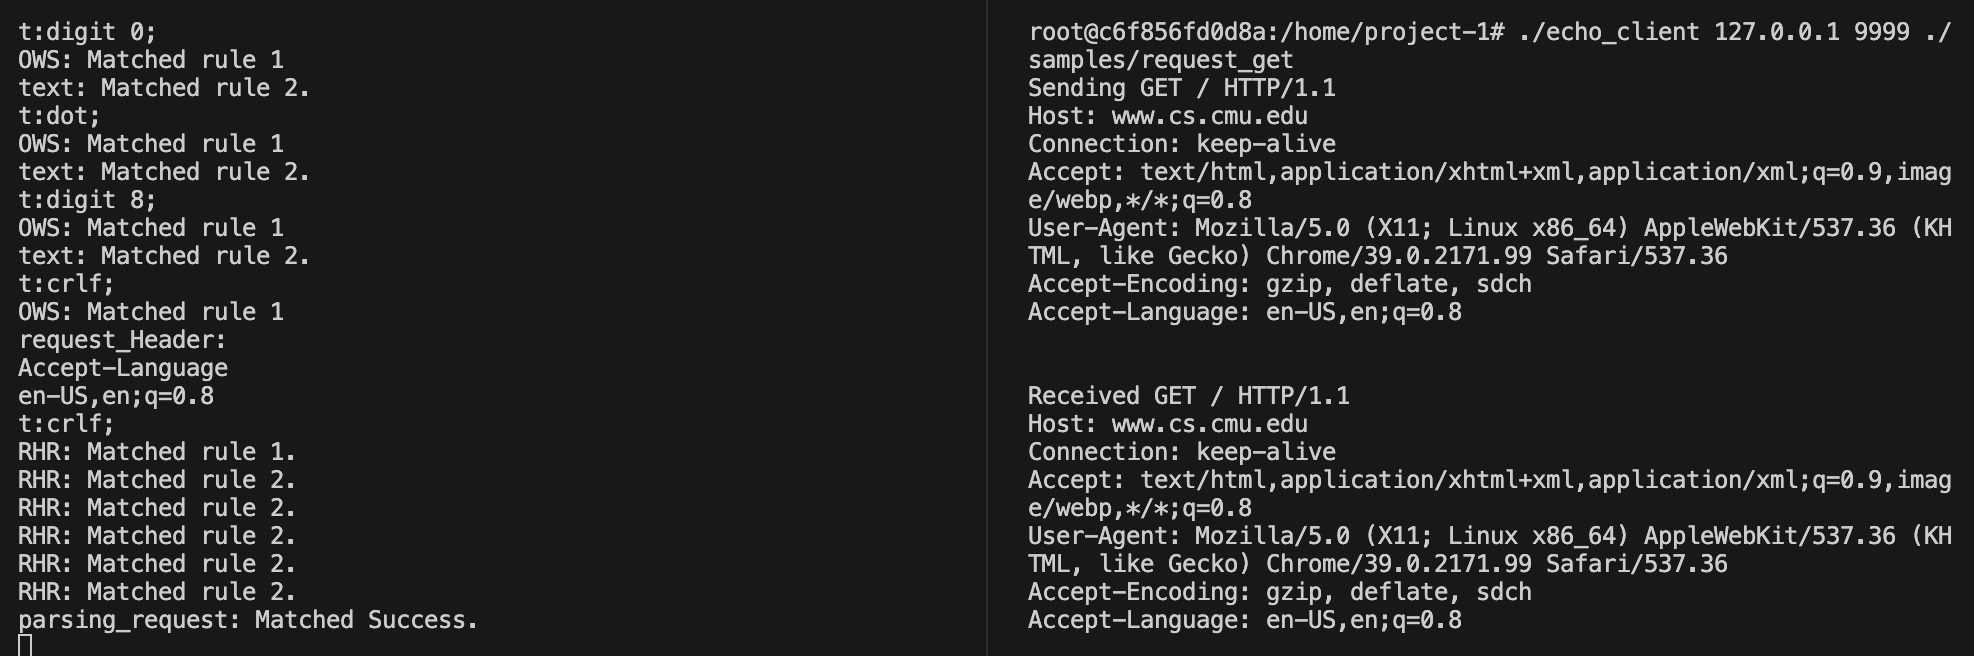 t:digit 0;
OWS: Matched rule 1
text: Matched rule 2.
t:dot;
OWS: Matched rule 1
text: Matched rule 2.
t:digit 8;
OWS: Matched rule 1
text: Matched rule 2.
t:crlf;
OWS: Matched rule 1
request_Header:
Accept-Language
en-US,en;q=0.8
t:crlf;
RHR: Matched rule 1.
RHR: Matched rule 2.
RHR: Matched rule 2.
RHR: Matched rule 2.
RHR: Matched rule 2.
RHR: Matched rule 2.
parsing_request: Matched Success.
root@c6f856fd0d8a:/home/project-1# ./echo_client 127.0.0.1 9999 ./
samples/request_get
Sending GET / HTTP/1.1
Host: www.cs.cmu.edu
Connection: keep-alive
Accept: text/html,application/xhtml+xml,application/xml;q=0.9,imag
e/webp,*/*;q=0.8
User-Agent: Mozilla/5.0 (X11; Linux x86_64) AppleWebKit/537.36 (KH
TML, like Gecko) Chrome/39.0.2171.99 Safari/537.36
Accept-Encoding: gzip, deflate, sdch
Accept-Language: en-US,en;q=0.8
Received GET / HTTP/1.1
Host: www.cs.cmu.edu
Connection: keep-alive
Accept: text/html,application/xhtml+xml,application/xml;q=0.9,imag
e/webp,*/*;q=0.8
User-Agent: Mozilla/5.0 (X11; Linux x86_64) AppleWebKit/537.36 (KH
TML, like Gecko) Chrome/39.0.2171.99 Safari/537.36
Accept-Encoding: gzip, deflate, sdch
Accept-Language: en-US,en;q=0.8